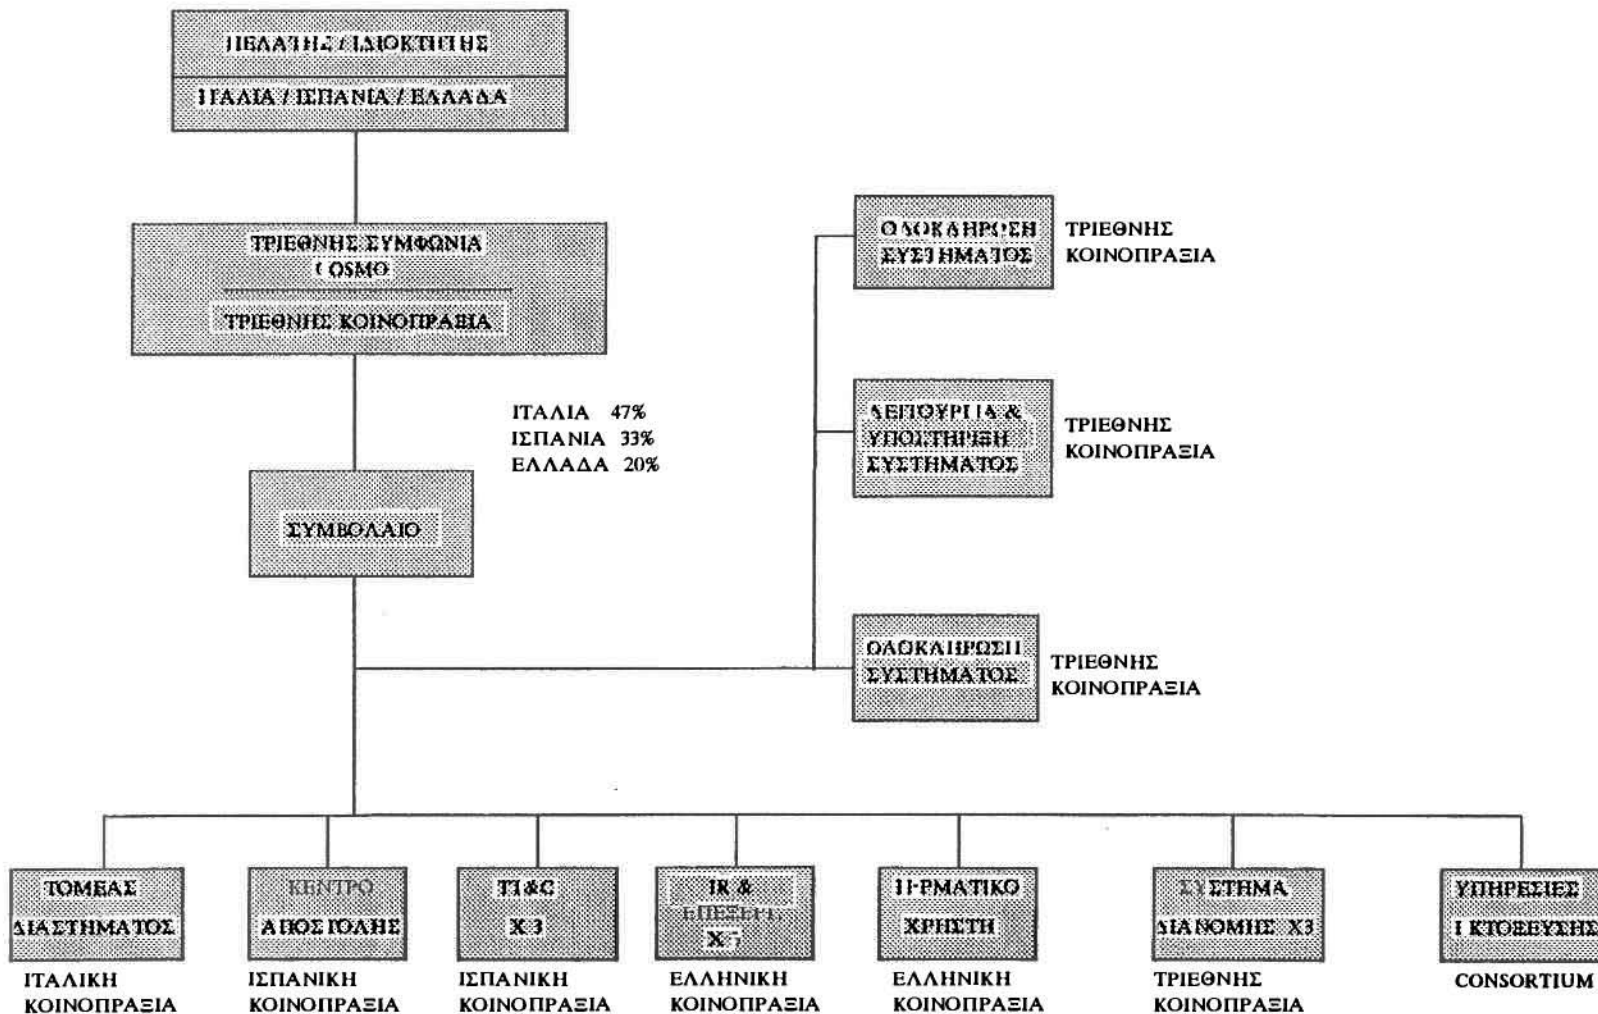 ΠΕΛΑΤΗΣ / ΙΔΙΟΚΤΗΤΗΣ
ΙΤΑΛΙΑ / ΙΣΠΑΝΙΑ / ΕΛΛΑΔΑ
ΤΡΙΕΘΝΗΣ ΣΥΜΦΩΝΙΑ
COSMO
ΤΡΙΕΘΝΗΣ ΚΟΙΝΟΠΡΑΞΙΑ
ΙΤΑΛΙΑ 47%
ΙΣΠΑΝΙΑ 33%
ΕΛΛΑΔΑ 20%
ΣΥΜΒΟΛΑΙΟ
ΟΛΟΚΛΗΡΩΣΗ
ΣΥΣΤΗΜΑΤΟΣ
ΤΡΙΕΘΝΗΣ
ΚΟΙΝΟΠΡΑΞΙΑ
ΛΕΙΤΟΥΡΓΙΑ &
ΥΠΟΣΤΗΡΙΞΗ
ΣΥΣΤΗΜΑΤΟΣ
ΤΡΙΕΘΝΗΣ
ΚΟΙΝΟΠΡΑΞΙΑ
ΟΛΟΚΛΗΡΩΣΗ
ΣΥΣΤΗΜΑΤΟΣ
ΤΡΙΕΘΝΗΣ
ΚΟΙΝΟΠΡΑΞΙΑ
ΤΟΜΕΑΣ
ΔΙΑΣΤΗΜΑΤΟΣ
ΙΤΑΛΙΚΗ
ΚΟΙΝΟΠΡΑΞΙΑ
ΚΕΝΤΡΟ
ΑΠΟΣΤΟΛΗΣ
ΙΣΠΑΝΙΚΗ
ΚΟΙΝΟΠΡΑΞΙΑ
TT&C
X3
ΙΣΠΑΝΙΚΗ
ΚΟΙΝΟΠΡΑΞΙΑ
&
ΕΛΛΗΝΙΚΗ
ΚΟΙΝΟΠΡΑΞΙΑ
ΤΕΡΜΑΤΙΚΟ
ΧΡΗΣΤΗ
ΕΛΛΗΝΙΚΗ
ΚΟΙΝΟΠΡΑΞΙΑ
ΣΥΣΤΗΜΑ
ΔΙΑΝΟΜΗΣ X3
ΤΡΙΕΘΝΗΣ
ΚΟΙΝΟΠΡΑΞΙΑ
ΥΠΗΡΕΣΙΕΣ
ΕΚΤΟΞΕΥΣΗΣ
CONSORTIUM